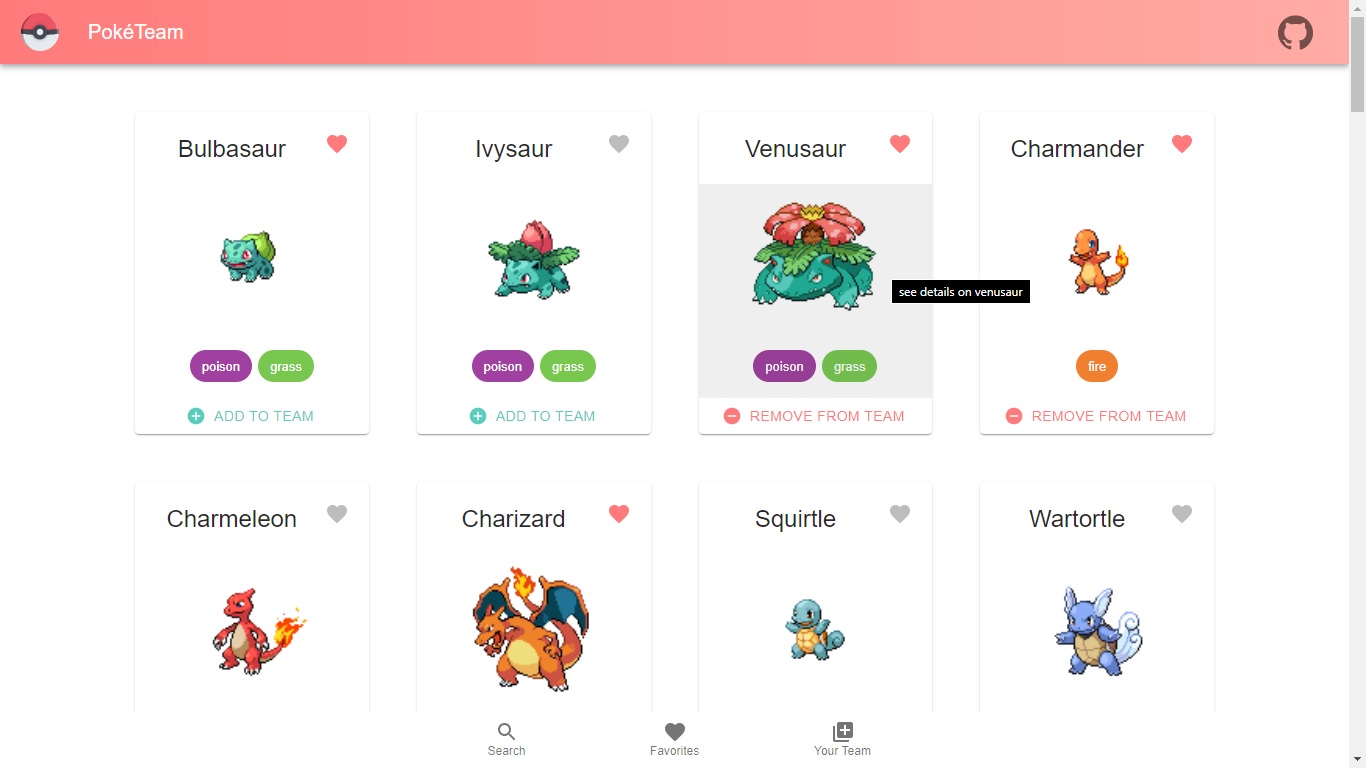 PokéTeam
Bulbasaur
Ivysaur
Venusaur
Charmander
see details on venusaur
poison grass
poison grass
poison grass
fire
ADD TO TEAM
ADD TO TEAM
REMOVE FROM TEAM
REMOVE FROM TEAM
Charmeleon
Charizard
Squirtle
Wartortle
Search
Favorites
Your Team